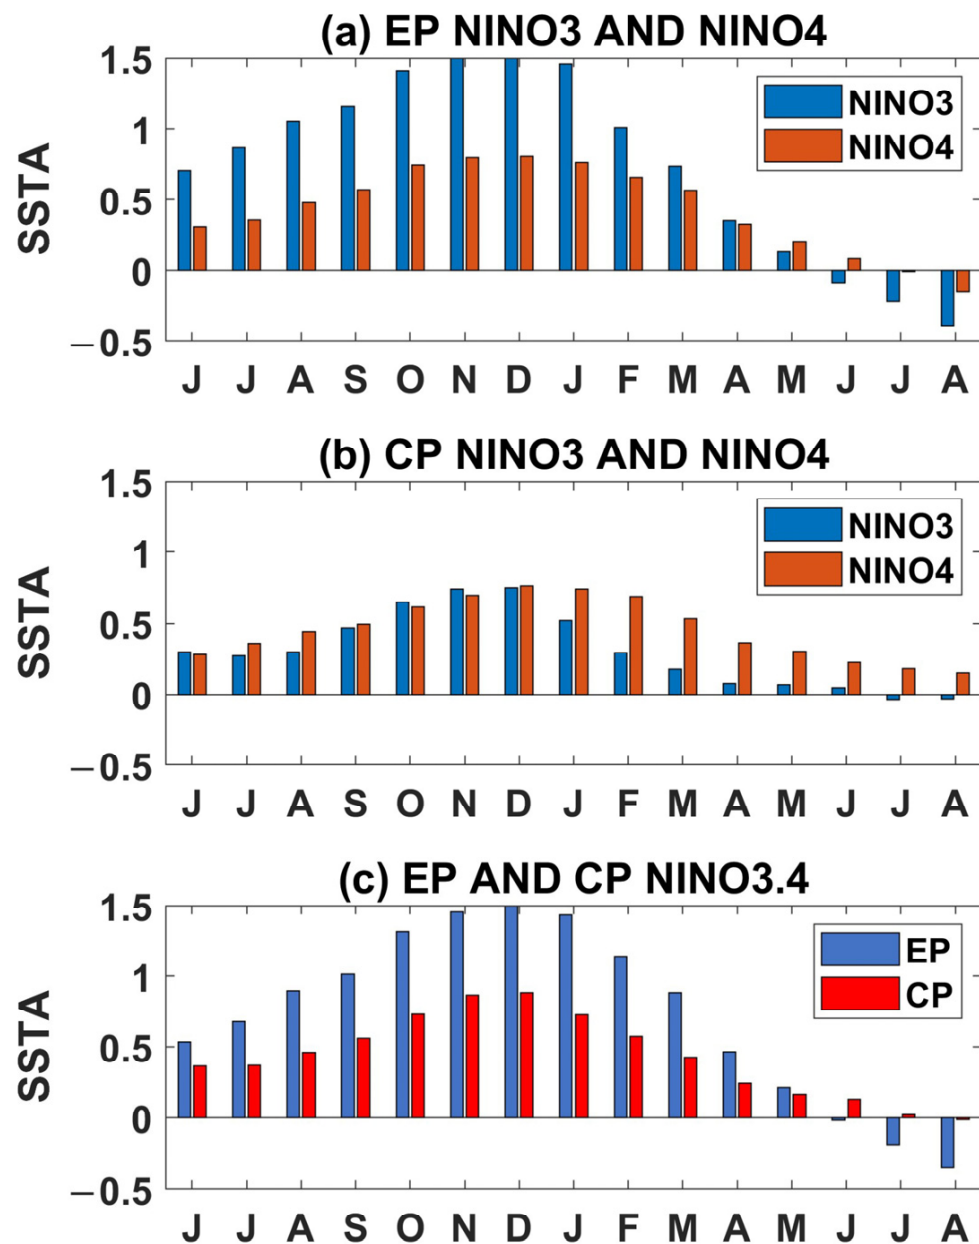 (a) EP NINO3 AND NINO4
1.5
1
0.5
0
−0.5
SSTA
NINO3
NINO4
J J A S O N D J F M A M J J A
(b) CP NINO3 AND NINO4
1.5
1
0.5
0
−0.5
SSTA
NINO3
NINO4
J J A S O N D J F M A M J J A
(c) EP AND CP NINO3.4
1.5
1
0.5
0
−0.5
SSTA
EP
CP
J J A S O N D J F M A M J J A